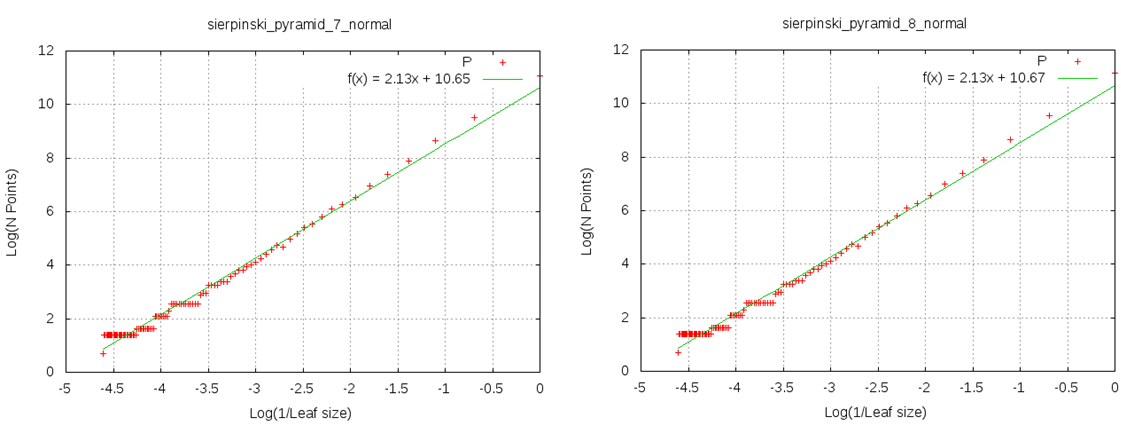 sierpinski_pyramid_7_normal
12
10
8
6
4
2
0
Log(N Points)
P
f(x) = 2.13x + 10.65
-5 -4.5 -4 -3.5 -3 -2.5 -2 -1.5 -1 -0.5 0
Log(1/Leaf size)
sierpinski_pyramid_8_normal
12
10
8
6
4
2
0
Log(N Points)
P
f(x) = 2.13x + 10.67
-5 -4.5 -4 -3.5 -3 -2.5 -2 -1.5 -1 -0.5 0
Log(1/Leaf size)